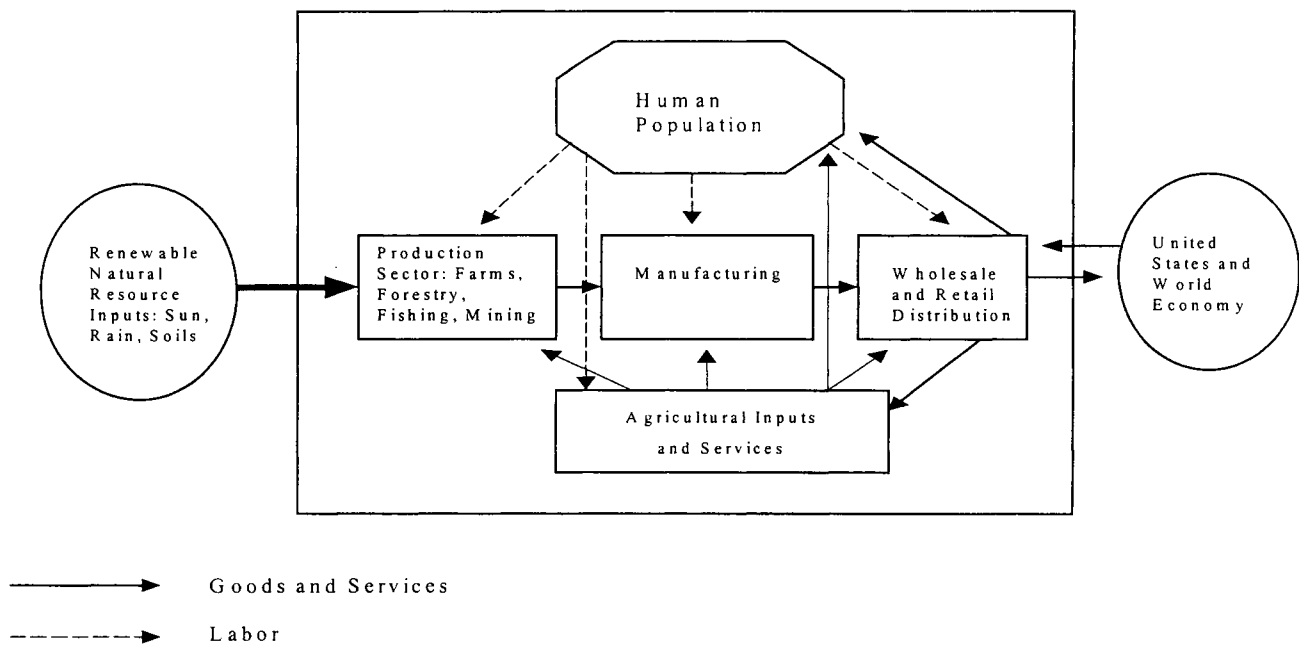 Human
Population
Renewable
Natural
Resource
Inputs: Sun,
Rain, Soils
Production
Sector: Farms,
Forestry,
Fishing, Mining
Manufacturing
Wholesale
and Retail
Distribution
United
States and
World
Economy
Agricultural Inputs
and Services
Goods and Services
Labor